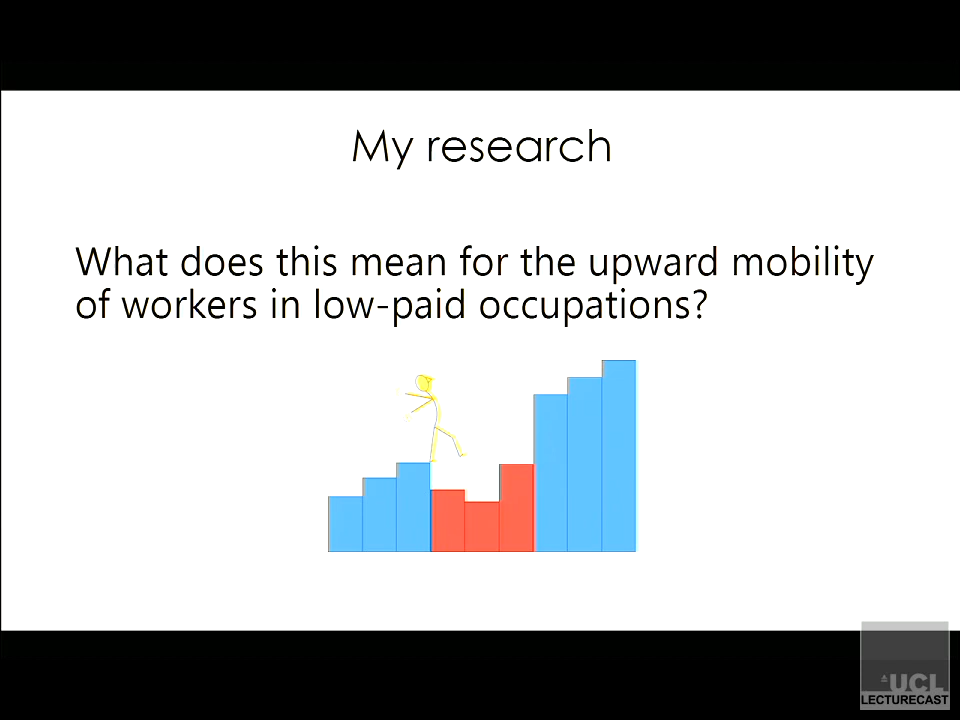 My research
What does this mean for the upward mobility
of workers in low-paid occupations?
UCL
LECTURECAST